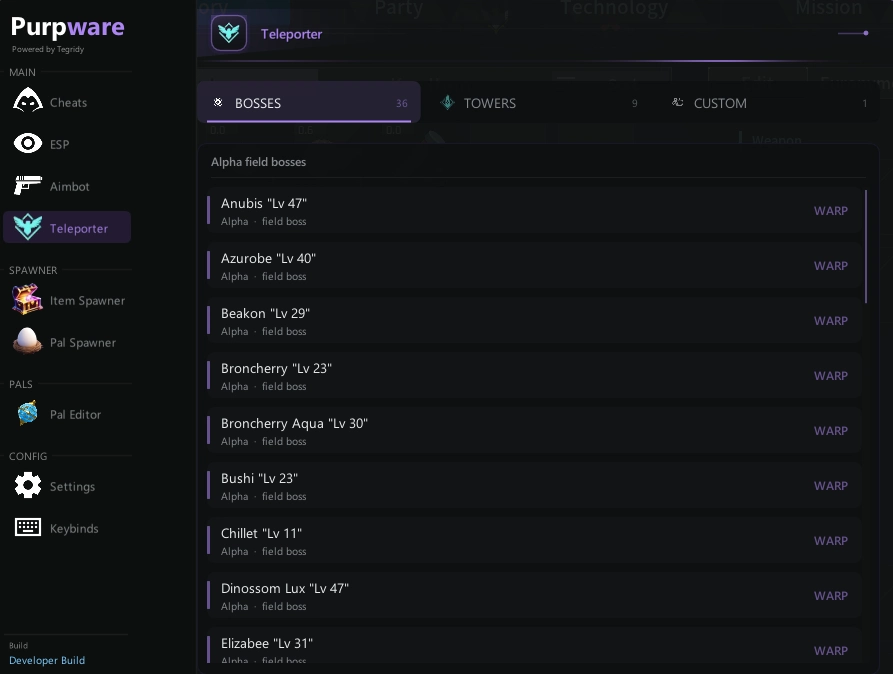 Purpware
Powered by Tegridy
MAIN
Cheats
ESP
Aimbot
Teleporter
SPAWNER
Item Spawner
Pal Spawner
PALS
Pal Editor
CONFIG
Settings
Keybinds
Build
Developer Build
Party
Technology
Mission
Teleporter
BOSSES 36
TOWERS 9
CUSTOM 1
Weapon
Alpha field bosses
Anubis "Lv 47"
Alpha · field boss
WARP
Azurobe "Lv 40"
Alpha · field boss
WARP
Beakon "Lv 29"
Alpha · field boss
WARP
Broncherry "Lv 23"
Alpha · field boss
WARP
Broncherry Aqua "Lv 30"
Alpha · field boss
WARP
Bushi "Lv 23"
Alpha · field boss
WARP
Chillet "Lv 11"
Alpha · field boss
WARP
Dinossom Lux "Lv 47"
Alpha · field boss
WARP
Elizabee "Lv 31"
Alpha · field boss
WARP